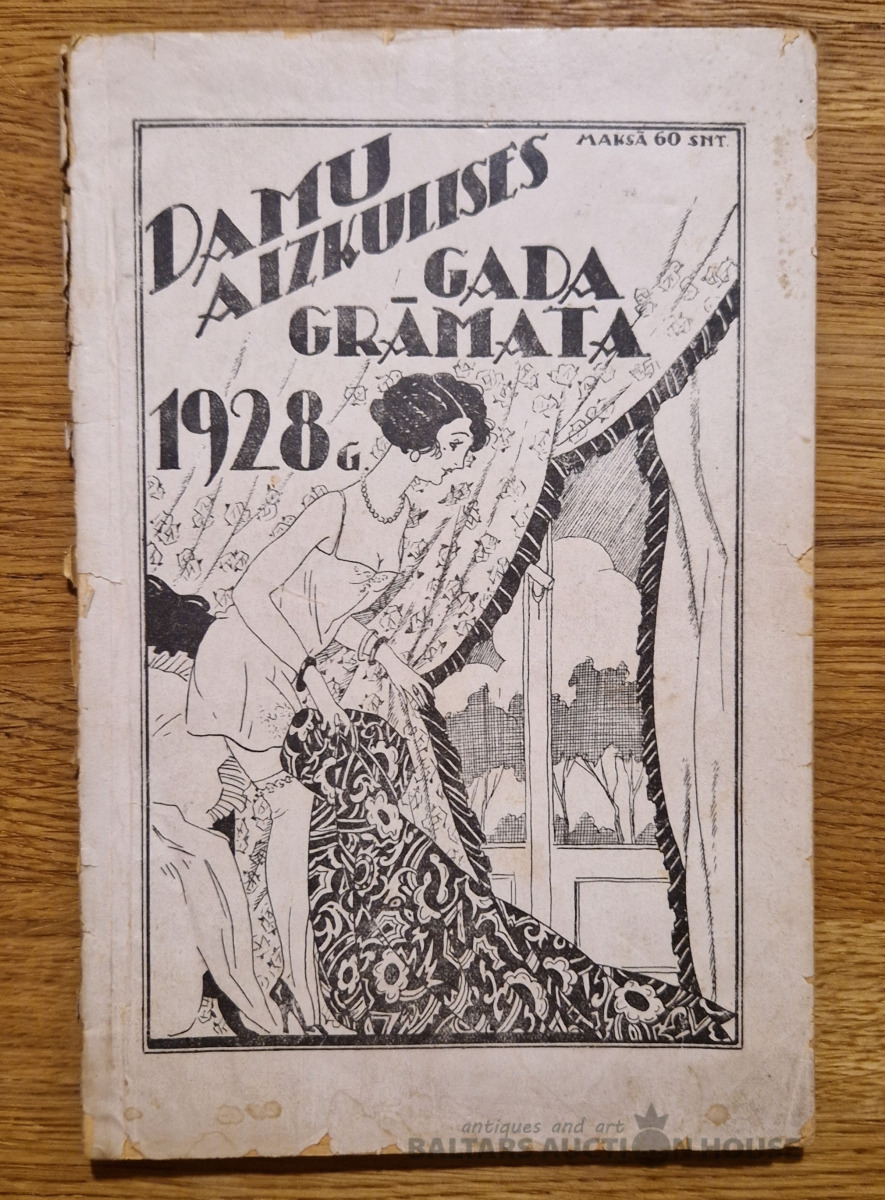 MAKSĀ 60 SNT.
DAMU
AIZKULISES
GADA
GRĀMATA
1928 G.
antiques and art
BALTARS AUCTION HOUSE